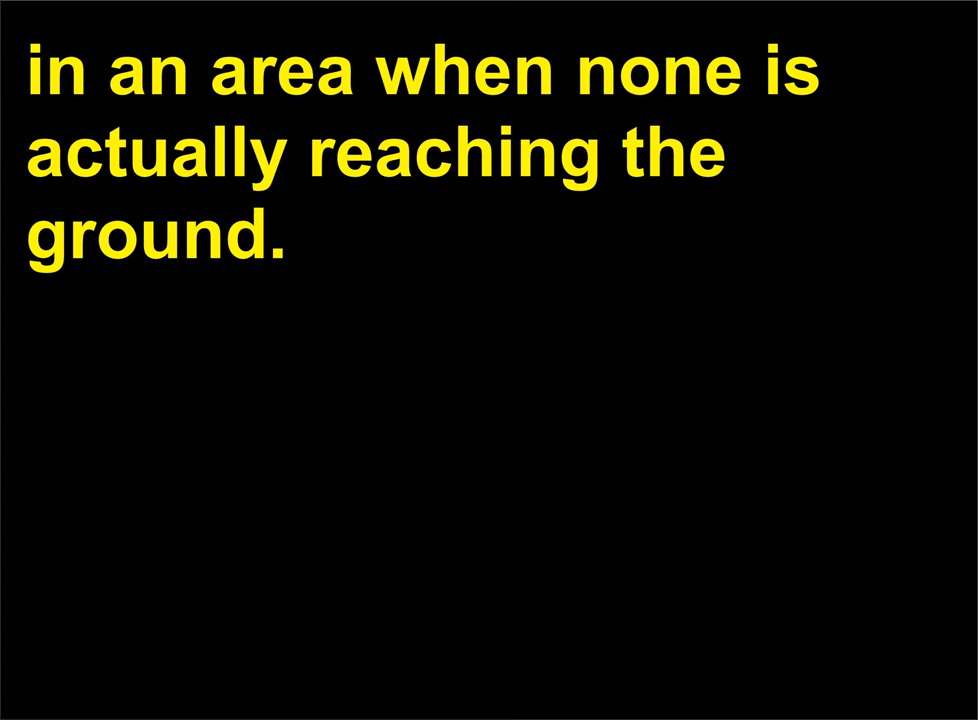 in an area when none is
actually reaching the
ground.